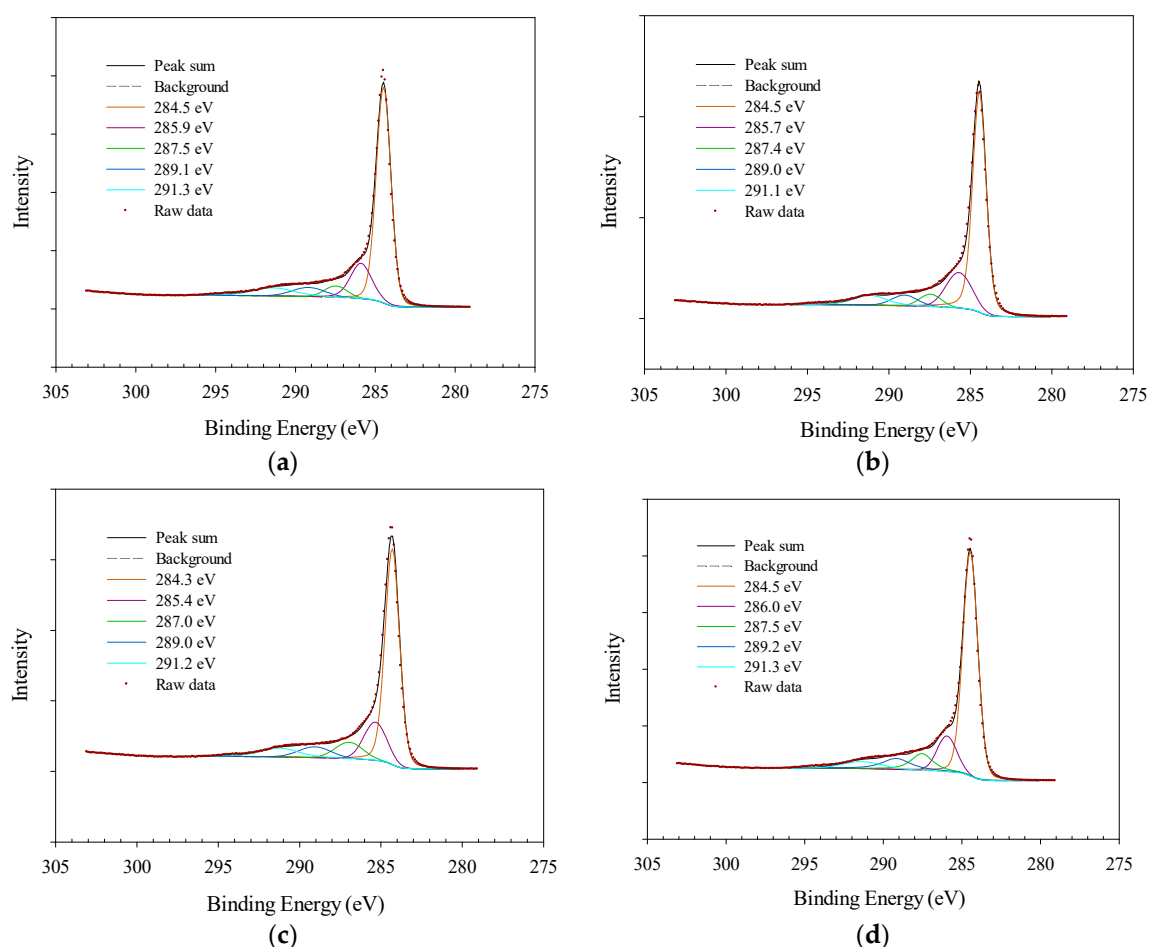 Peak sum
Background
284.5 eV
285.9 eV
287.5 eV
289.1 eV
291.3 eV
Raw data
Intensity
305 300 295 290 285 280 275
Binding Energy (eV)
(a)
Peak sum
Background
284.5 eV
285.7 eV
287.4 eV
289.0 eV
291.1 eV
Raw data
Intensity
305 300 295 290 285 280 275
Binding Energy (eV)
(b)
Peak sum
Background
284.3 eV
285.4 eV
287.0 eV
289.0 eV
291.2 eV
Raw data
Intensity
305 300 295 290 285 280 275
Binding Energy (eV)
(c)
Peak sum
Background
284.5 eV
286.0 eV
287.5 eV
289.2 eV
291.3 eV
Raw data
Intensity
305 300 295 290 285 280 275
Binding Energy (eV)
(d)